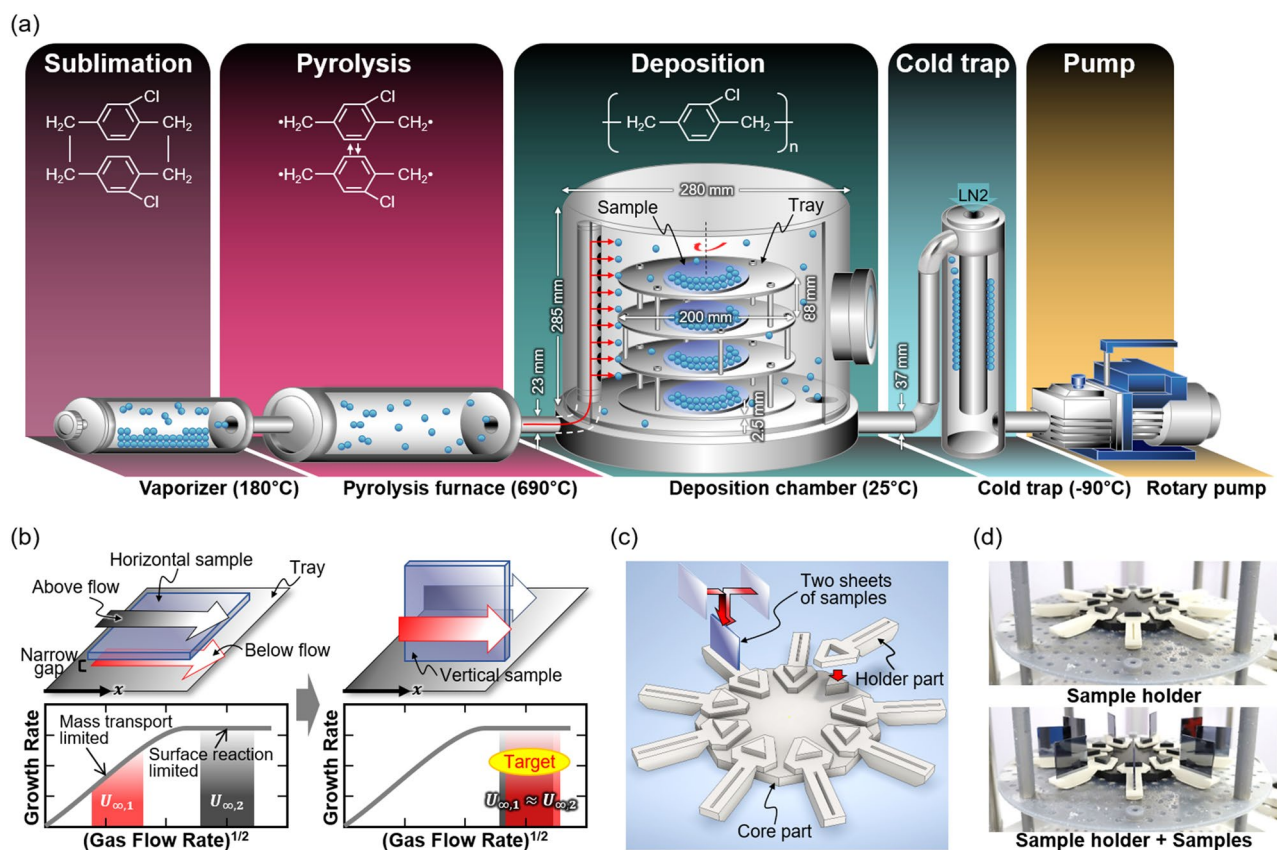 (a)
Sublimation
Pyrolysis
Deposition
Cold trap
Pump
Cl
H₂C
CH₂
H₂C
CH₂
Cl
Cl
•H₂C
CH₂•
•H₂C
CH₂•
Cl
Cl
H₂C
CH₂
n
280 mm
Sample
Tray
285 mm
200 mm
88 mm
23 mm
2.5 mm
37 mm
LN2
Vaporizer (180°C)
Pyrolysis furnace (690°C)
Deposition chamber (25°C)
Cold trap (-90°C)
Rotary pump
(b)
Horizontal sample
Tray
Above flow
Below flow
Narrow
gap
x
Vertical sample
x
Growth Rate
Mass transport
limited
Surface reaction
limited
U∞,1
U∞,2
(Gas Flow Rate)^1/2
Growth Rate
Target
U∞,1 ≈ U∞,2
(Gas Flow Rate)^1/2
(c)
Two sheets
of samples
Holder part
Core part
(d)
Sample holder
Sample holder + Samples